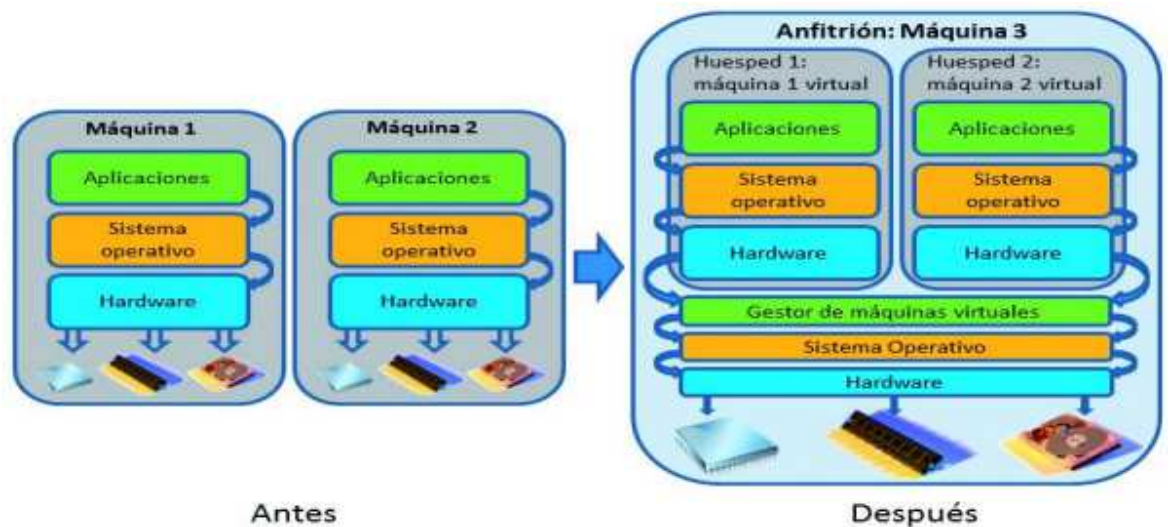 Máquina 1
Aplicaciones
Sistema
operativo
Hardware
Máquina 2
Aplicaciones
Sistema
operativo
Hardware
Antes
Anfitrión: Máquina 3
Huesped 1:
máquina 1 virtual
Aplicaciones
Sistema
operativo
Hardware
Huesped 2:
máquina 2 virtual
Aplicaciones
Sistema
operativo
Hardware
Gestor de máquinas virtuales
Sistema Operativo
Hardware
Después